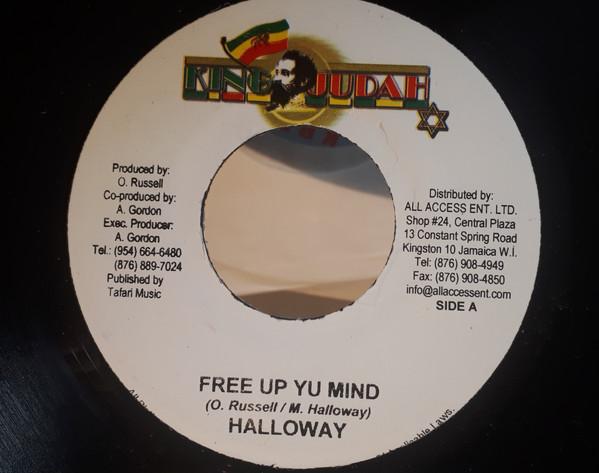 KING JUDAH
Produced by:
O. Russell
Co-produced by:
A. Gordon
Exec. Producer:
A. Gordon
Tel.: (954) 664-6480
(876) 889-7024
Published by
Tafari Music
Distributed by:
ALL ACCESS ENT. LTD.
Shop #24, Central Plaza
13 Constant Spring Road
Kingston 10 Jamaica W.I.
Tel: (876) 908-4949
Fax: (876) 908-4850
info@allaccessent.com
SIDE A
FREE UP YU MIND
(O. Russell / M. Halloway)
HALLOWAY
Laws.